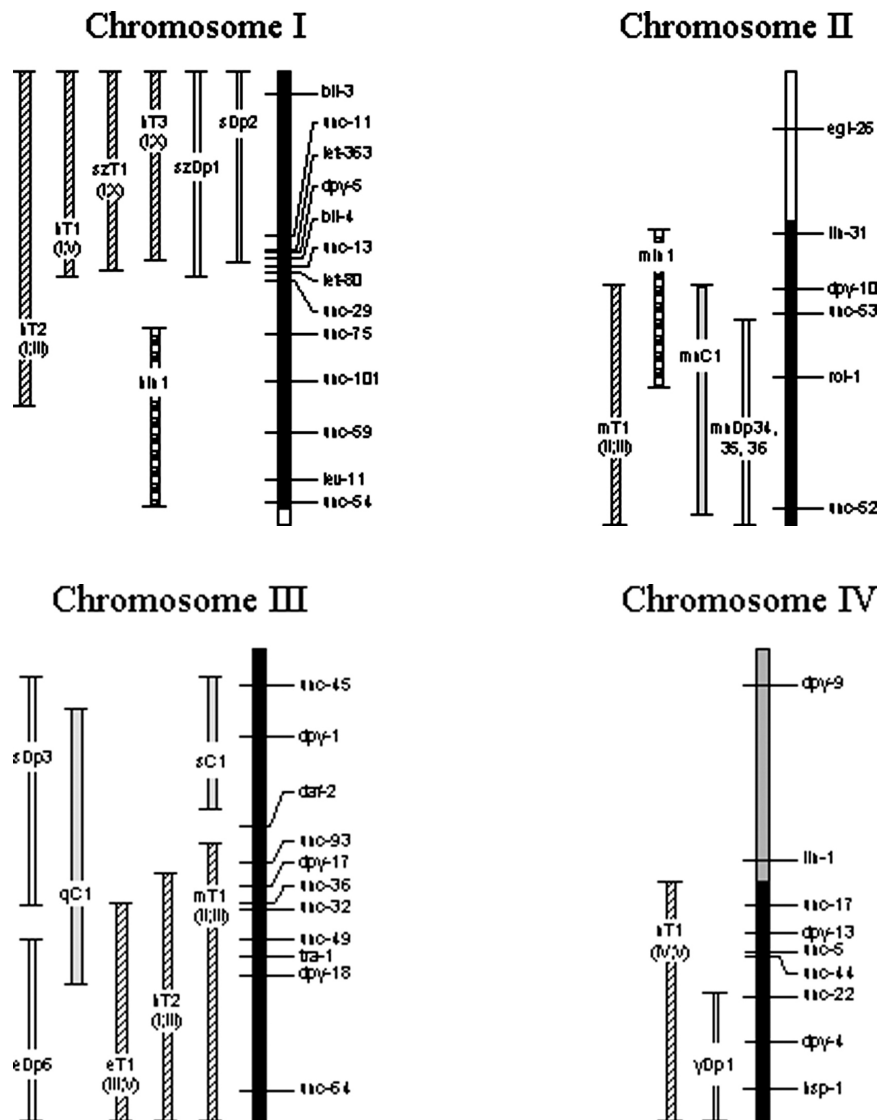 Chromosome I
hT2
(I;III)
hT1
(I;V)
szT1
(I;X)
hT3
(I;X)
szDp1
sDp2
hIn1
bli-3
unc-11
let-363
dpy-5
bli-4
unc-13
let-80
unc-29
unc-75
unc-101
unc-59
lev-11
unc-54
Chromosome II
mT1
(II;III)
mIn1
mnC1
mnDp34,
35, 36
egl-26
lin-31
dpy-10
unc-53
rol-1
unc-52
Chromosome III
sDp3
eDp6
qC1
eT1
(III;V)
hT2
(I;III)
sC1
mT1
(II;III)
unc-45
dpy-1
daf-2
unc-93
dpy-17
unc-36
unc-32
unc-49
tra-1
dpy-18
unc-64
Chromosome IV
nT1
(IV;V)
yDp1
dpy-9
lin-1
unc-17
dpy-13
unc-5
unc-44
unc-22
dpy-4
hsp-1